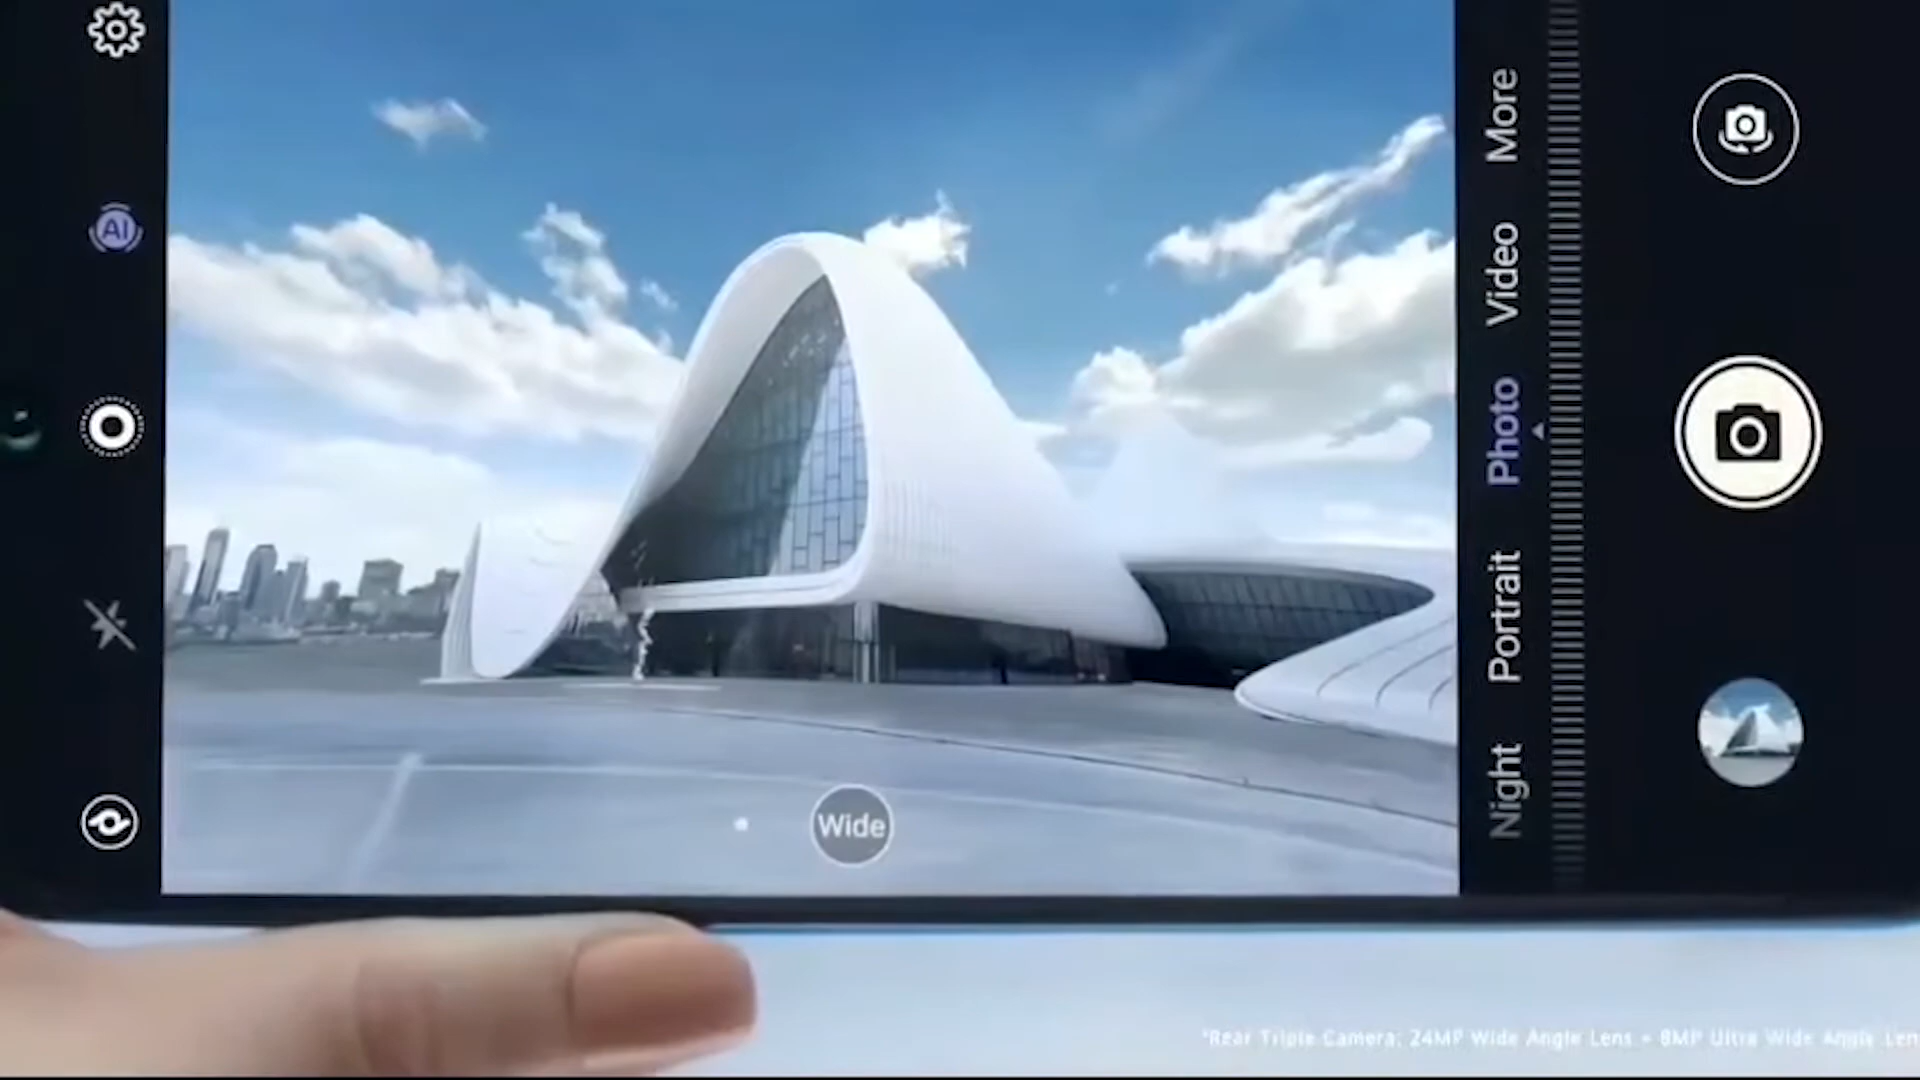 AI
More
Video
Photo
Portrait
Night
Wide
*Rear Triple Camera: 24MP Wide Angle Lens + 8MP Ultra Wide Angle Len